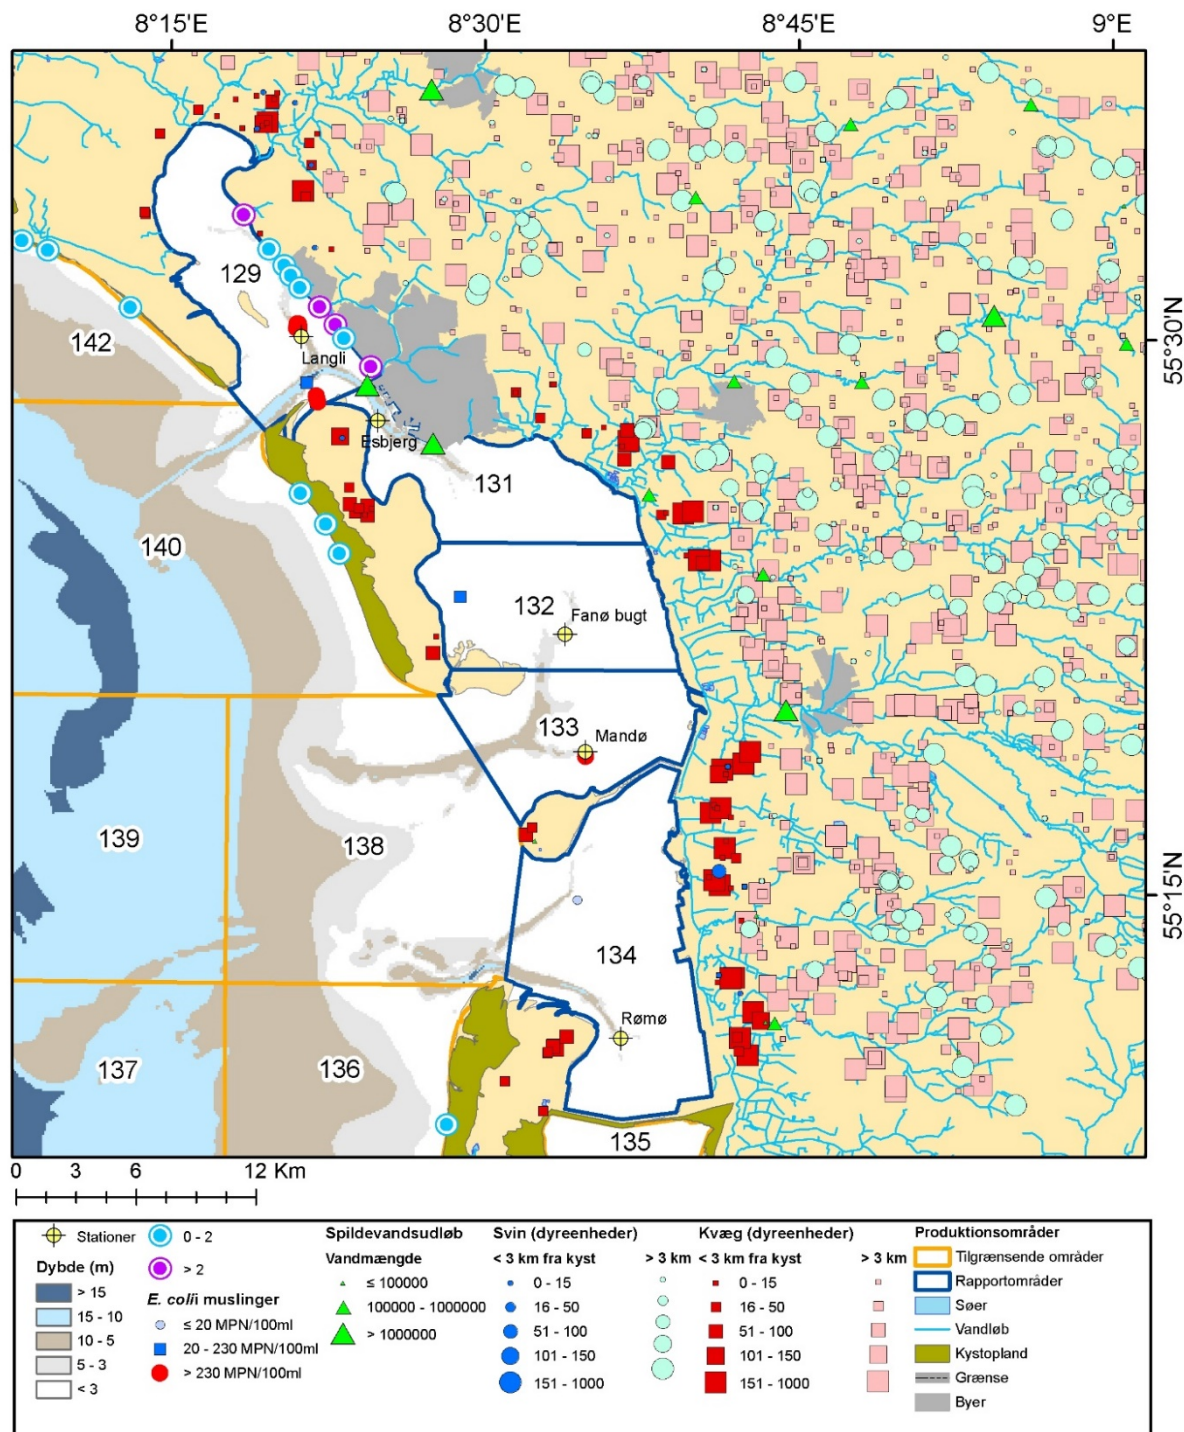 8°15'E 8°30'E 8°45'E 9°E
129
142
Langli
55°30'N
Esbjerg
131
140
132
Fanø bugt
133
Mandø
139
138
55°15'N
134
Rømø
137
136
135
0 3 6 12 Km
Stationer
Dybde (m)
> 15
15 - 10
10 - 5
5 - 3
< 3
0 - 2
> 2
E. coli muslinger
≤ 20 MPN/100ml
20 - 230 MPN/100ml
> 230 MPN/100ml
Spildevandsudløb
Vandmængde
≤ 100000
100000 - 1000000
> 1000000
Svin (dyreenheder)
< 3 km fra kyst > 3 km
0 - 15
16 - 50
51 - 100
101 - 150
151 - 1000
Kvæg (dyreenheder)
< 3 km fra kyst > 3 km
0 - 15
16 - 50
51 - 100
101 - 150
151 - 1000
Produktionsområder
Tilgrænsende områder
Rapportområder
Søer
Vandløb
Kystopland
Grænse
Byer